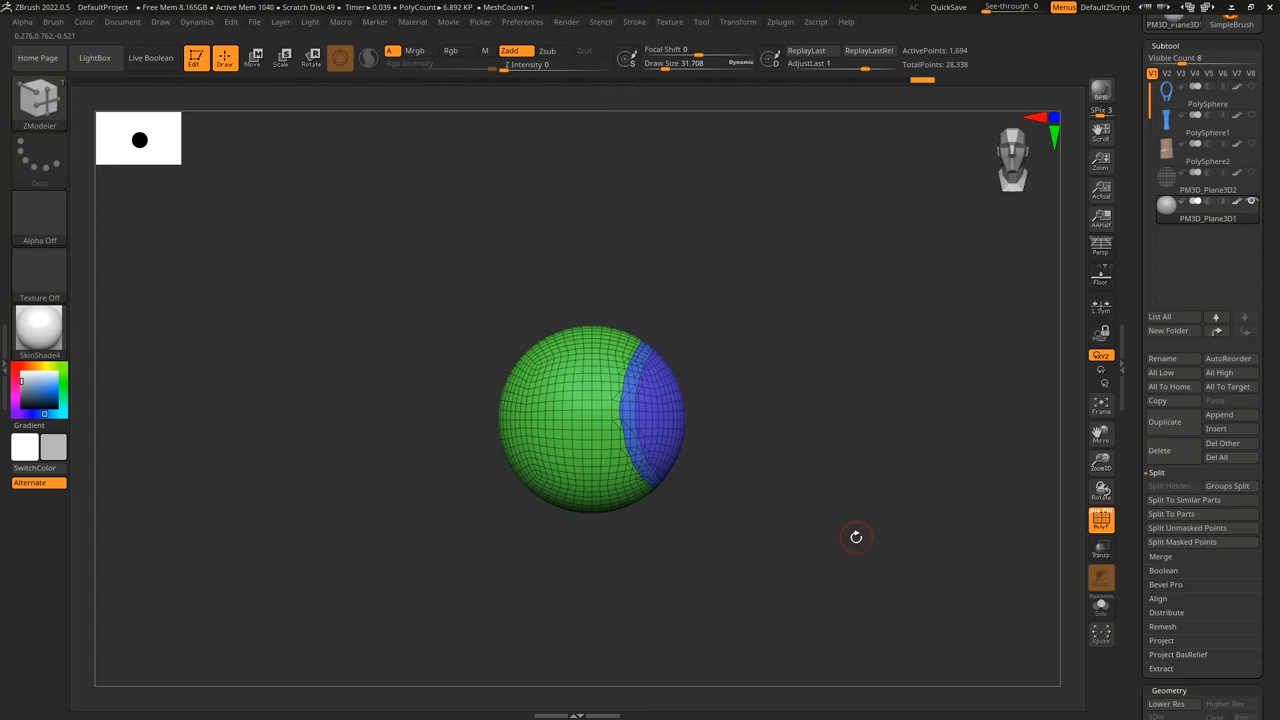 ZBrush 2022.0.5 DefaultProject • Free Mem 8.165GB • Active Mem 1040 • Scratch Disk 49 • Timer▸0.039 • PolyCount▸6.892 KP • MeshCount▸1 AC QuickSave See-through 0 Menus DefaultZScript
Alpha Brush Color Document Draw Dynamics Edit File Layer Light Macro Marker Material Movie Picker Preferences Render Stencil Stroke Texture Tool Transform Zplugin Zscript Help
0.276,0.762,-0.521
PM3D_Plane3D1 SimpleBrush
Home Page LightBox Live Boolean Edit Draw Move Scale Rotate
A Mrgb Rgb M Zadd Zsub Zcut
Rgb Intensity Z Intensity 0
Focal Shift 0
Draw Size 31.708 Dynamic
S D
ReplayLast ReplayLastRel
AdjustLast 1
ActivePoints: 1,694
TotalPoints: 28,338
1
ZModeler
Dots
Alpha Off
Texture Off
SkinShade4
Gradient
SwitchColor
Alternate
BPR
SPix 3
Scroll
Zoom
Actual
AAHalf
Persp
Floor
L.Sym
XYZ
Frame
Move
Zoom3D
Rotate
PolyF
Transp
Ghost
Dynamic
Solo
Xpose
Subtool
Visible Count 8
V1 V2 V3 V4 V5 V6 V7 V8
PolySphere
PolySphere1
PolySphere2
PM3D_Plane3D2
PM3D_Plane3D1
List All
New Folder
Rename AutoReorder
All Low All High
All To Home All To Target
Copy Paste
Duplicate Append
Insert
Delete Del Other
Del All
Split
Split Hidden Groups Split
Split To Similar Parts
Split To Parts
Split Unmasked Points
Split Masked Points
Merge
Boolean
Bevel Pro
Align
Distribute
Remesh
Project
Project BasRelief
Extract
Geometry
Lower Res Higher Res